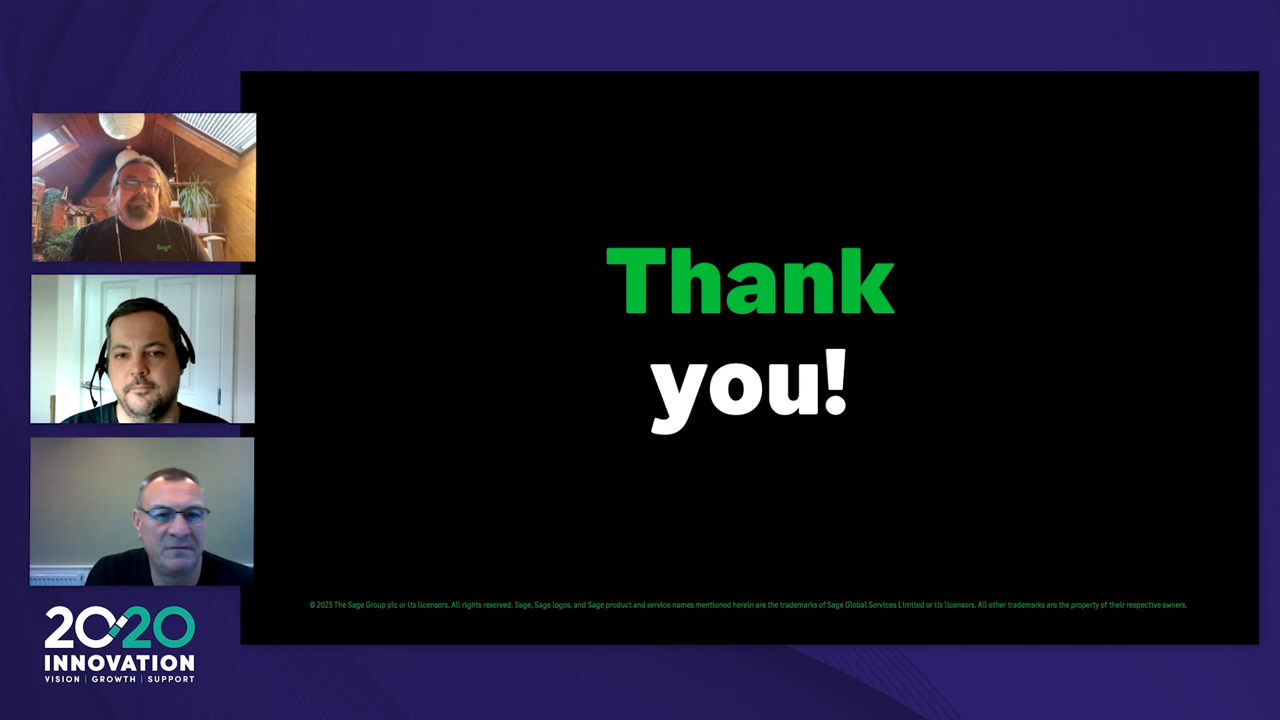 Thank
you!
© 2023 The Sage Group plc or its licensors. All rights reserved. Sage, Sage logos, and Sage product and service names mentioned herein are the trademarks of Sage Global Services Limited or its licensors. All other trademarks are the property of their respective owners.
Sage
2020
INNOVATION
VISION | GROWTH | SUPPORT